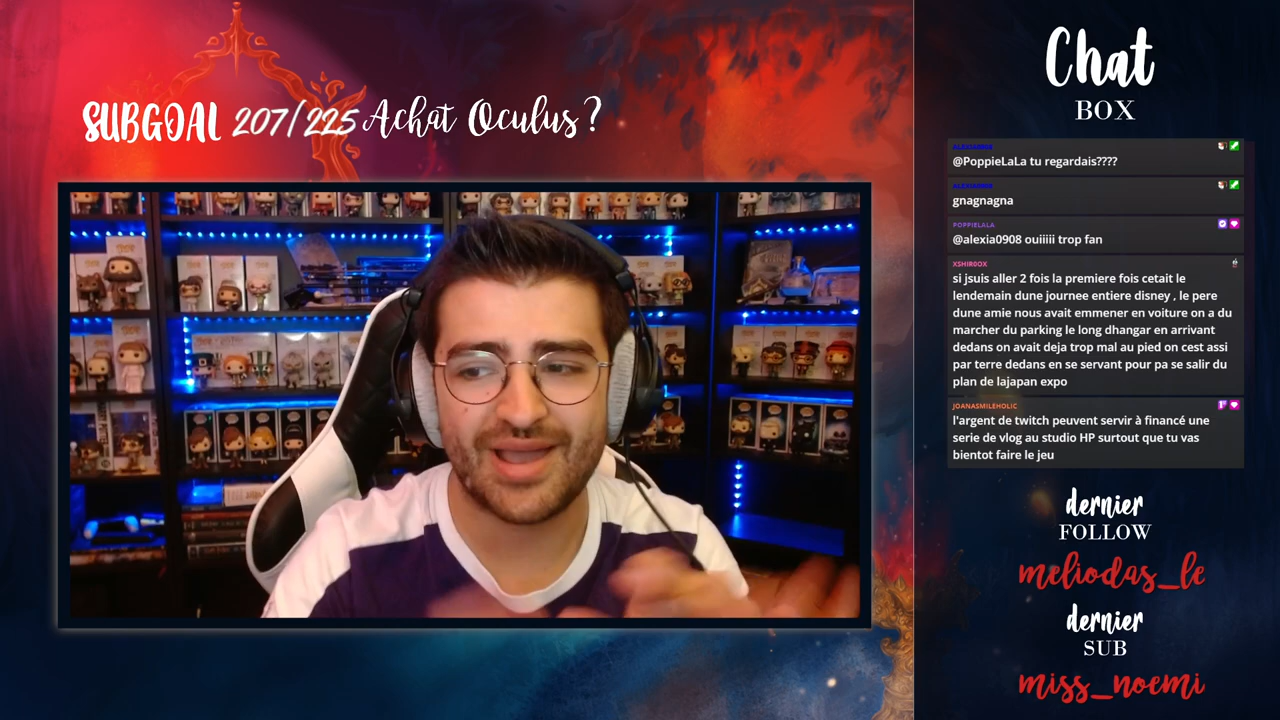 SUBGOAL 207/225 Achat Oculus?
Chat
BOX
ALEXIA0908
@PoppieLaLa tu regardais????
ALEXIA0908
gnagnagna
POPPIELALA
@alexia0908 ouiiiii trop fan
XSHIR0OX
si jsuis aller 2 fois la premiere fois cetait le
lendemain dune journee entiere disney , le pere
dune amie nous avait emmener en voiture on a du
marcher du parking le long dhangar en arrivant
dedans on avait deja trop mal au pied on cest assi
par terre dedans en se servant pour pa se salir du
plan de lajapan expo
JOANASMILEHOLIC
l'argent de twitch peuvent servir à financé une
serie de vlog au studio HP surtout que tu vas
bientot faire le jeu
dernier
FOLLOW
meliodas_le
dernier
SUB
miss_noemi